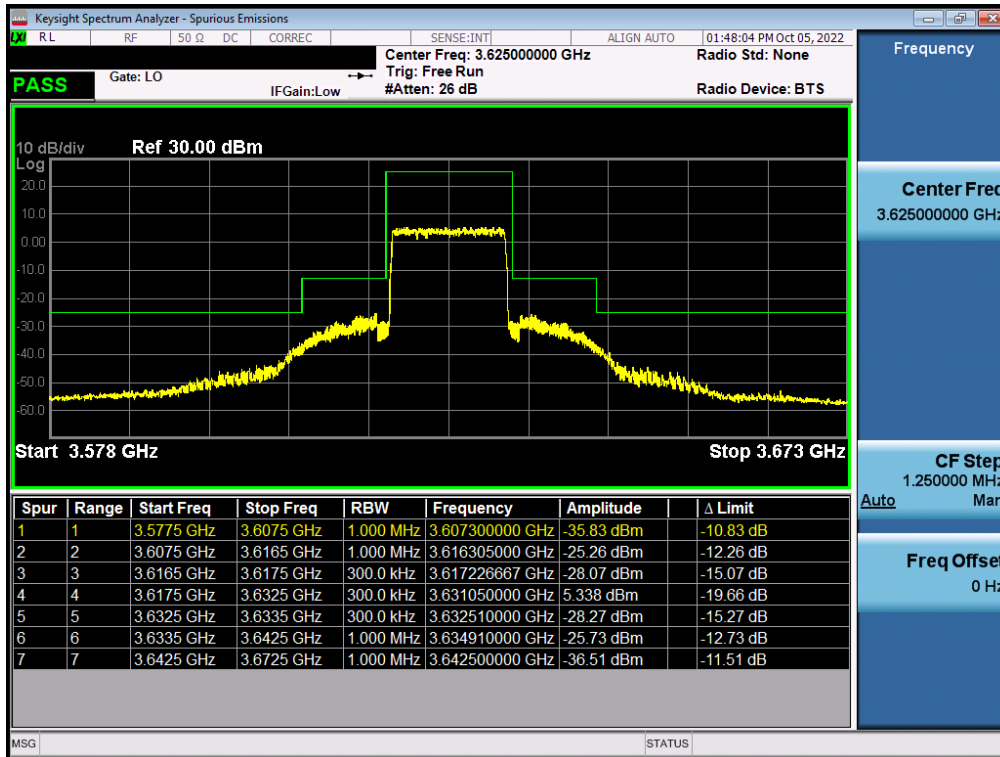 Keysight Spectrum Analyzer - Spurious Emissions
LXI RL RF 50 Ω DC CORREC SENSE:INT ALIGN AUTO 01:48:04 PM Oct 05, 2022
Center Freq: 3.625000000 GHz Radio Std: None
PASS Gate: LO Trig: Free Run
IFGain:Low #Atten: 26 dB Radio Device: BTS
Frequency
10 dB/div Ref 30.00 dBm
Log
20.0
10.0
0.00
-10.0
-20.0
-30.0
-40.0
-50.0
-60.0
Start 3.578 GHz Stop 3.673 GHz
Spur Range Start Freq Stop Freq RBW Frequency Amplitude Δ Limit
1 1 3.5775 GHz 3.6075 GHz 1.000 MHz 3.607300000 GHz -35.83 dBm -10.83 dB
2 2 3.6075 GHz 3.6165 GHz 1.000 MHz 3.616305000 GHz -25.26 dBm -12.26 dB
3 3 3.6165 GHz 3.6175 GHz 300.0 kHz 3.617226667 GHz -28.07 dBm -15.07 dB
4 4 3.6175 GHz 3.6325 GHz 300.0 kHz 3.631050000 GHz 5.338 dBm -19.66 dB
5 5 3.6325 GHz 3.6335 GHz 300.0 kHz 3.632510000 GHz -28.27 dBm -15.27 dB
6 6 3.6335 GHz 3.6425 GHz 1.000 MHz 3.634910000 GHz -25.73 dBm -12.73 dB
7 7 3.6425 GHz 3.6725 GHz 1.000 MHz 3.642500000 GHz -36.51 dBm -11.51 dB
Center Freq
3.625000000 GHz
CF Step
1.250000 MHz
Auto Man
Freq Offset
0 Hz
MSG STATUS